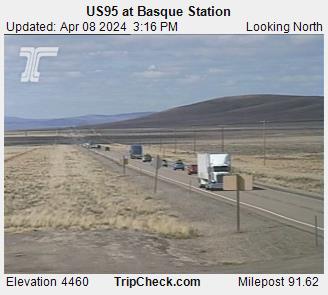 US95 at Basque Station
Updated: Apr 08 2024 3:16 PM Looking North
Elevation 4460 TripCheck.com Milepost 91.62